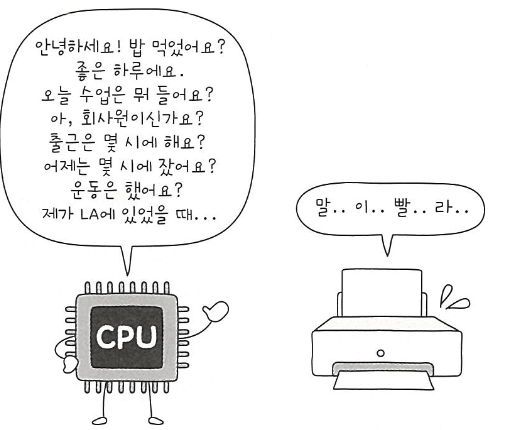 안녕하세요! 밥 먹었어요?
좋은 하루에요.
오늘 수업은 뭐 들어요?
아, 회사원이신가요?
출근은 몇 시에 해요?
어제는 몇 시에 잤어요?
운동은 했어요?
제가 LA에 있었을 때...
말.. 이.. 빨.. 라..
CPU